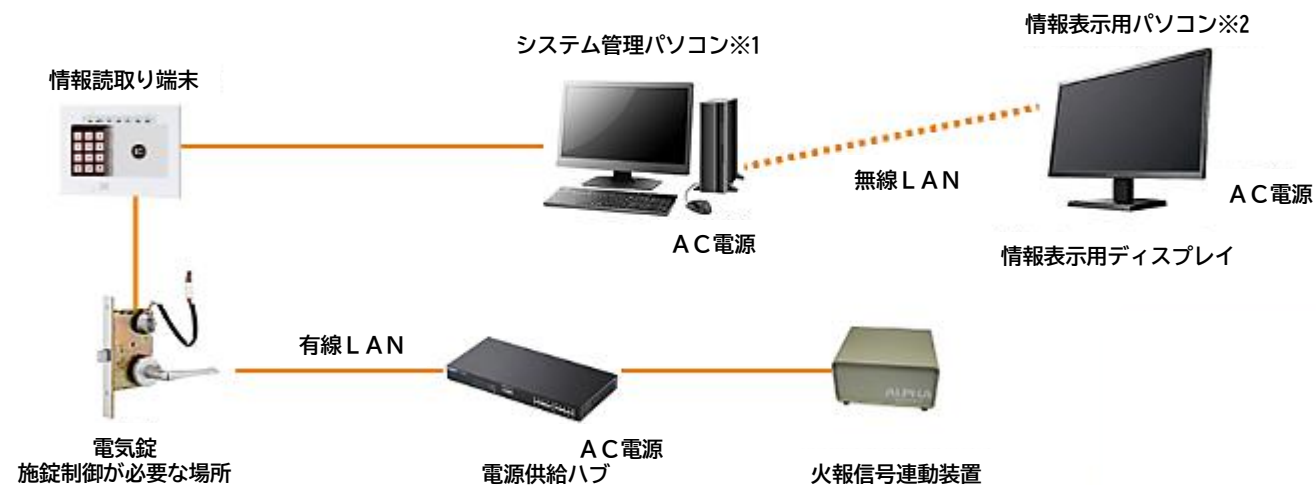 情報表示用パソコン※2
システム管理パソコン※1
情報読取り端末
無線ＬＡＮ
ＡＣ電源
ＡＣ電源
情報表示用ディスプレイ
有線ＬＡＮ
ALPHA
電気錠
施錠制御が必要な場所
ＡＣ電源
電源供給ハブ
火報信号連動装置